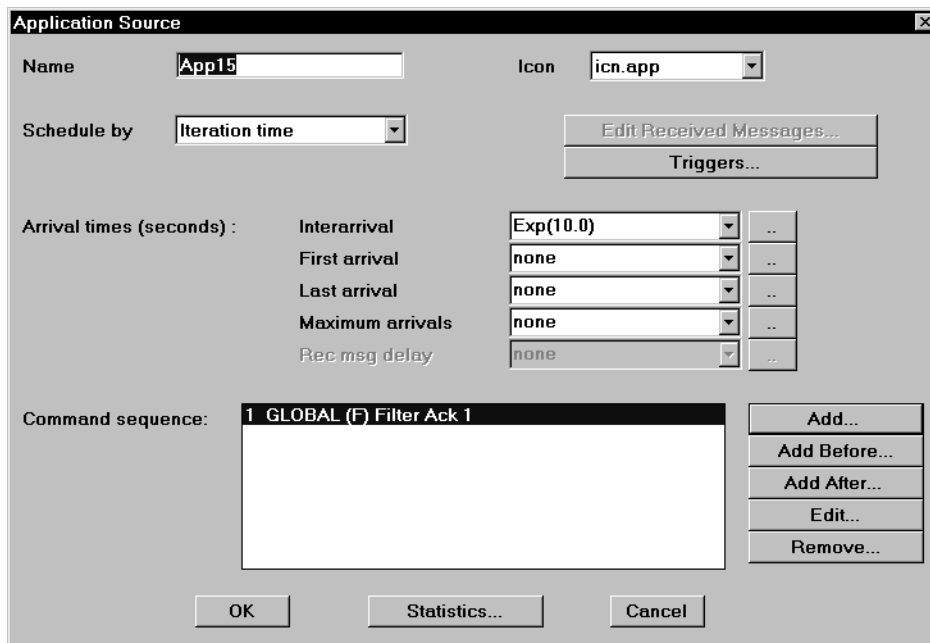 Application Source
Name App15 Icon icn.app
Schedule by Iteration time Edit Received Messages...
Triggers...
Arrival times (seconds) : Interarrival Exp(10.0) ..
First arrival none ..
Last arrival none ..
Maximum arrivals none ..
Rec msg delay none ..
Command sequence: 1 GLOBAL (F) Filter Ack 1 Add...
Add Before...
Add After...
Edit...
Remove...
OK Statistics... Cancel